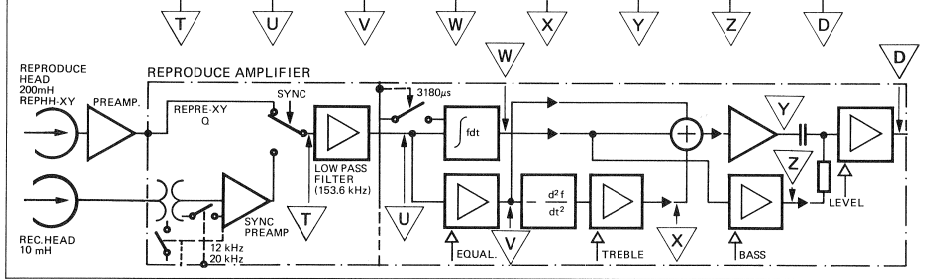 T U V W X Y Z D
W
D
REPRODUCE
HEAD
200mH
REPHH-XY
REPRODUCE AMPLIFIER
PREAMP.
REPRE-XY
Q
SYNC
3180µs
∫fdt
Y
LOW PASS
FILTER
(153.6 kHz)
Z
T
U
- d²f
dt²
LEVEL
SYNC
PREAMP
V
X
REC.HEAD
10 mH
12 kHz
20 kHz
EQUAL.
TREBLE
BASS